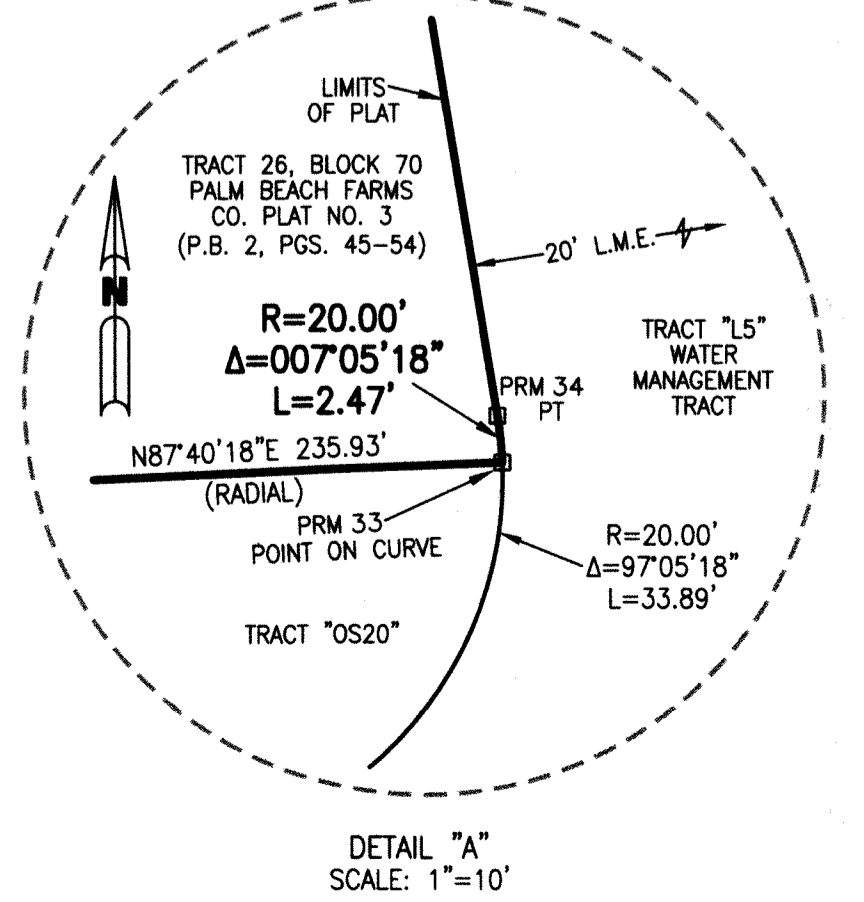 LIMITS
OF PLAT
TRACT 26, BLOCK 70
PALM BEACH FARMS
CO. PLAT NO. 3
(P.B. 2, PGS. 45-54)
N
20' L.M.E.
R=20.00'
Δ=007°05'18"
L=2.47'
TRACT "L5"
WATER
MANAGEMENT
TRACT
PRM 34
PT
N87°40'18"E 235.93'
(RADIAL)
PRM 33
POINT ON CURVE
R=20.00'
Δ=97°05'18"
L=33.89'
TRACT "OS20"
DETAIL "A"
SCALE: 1"=10'